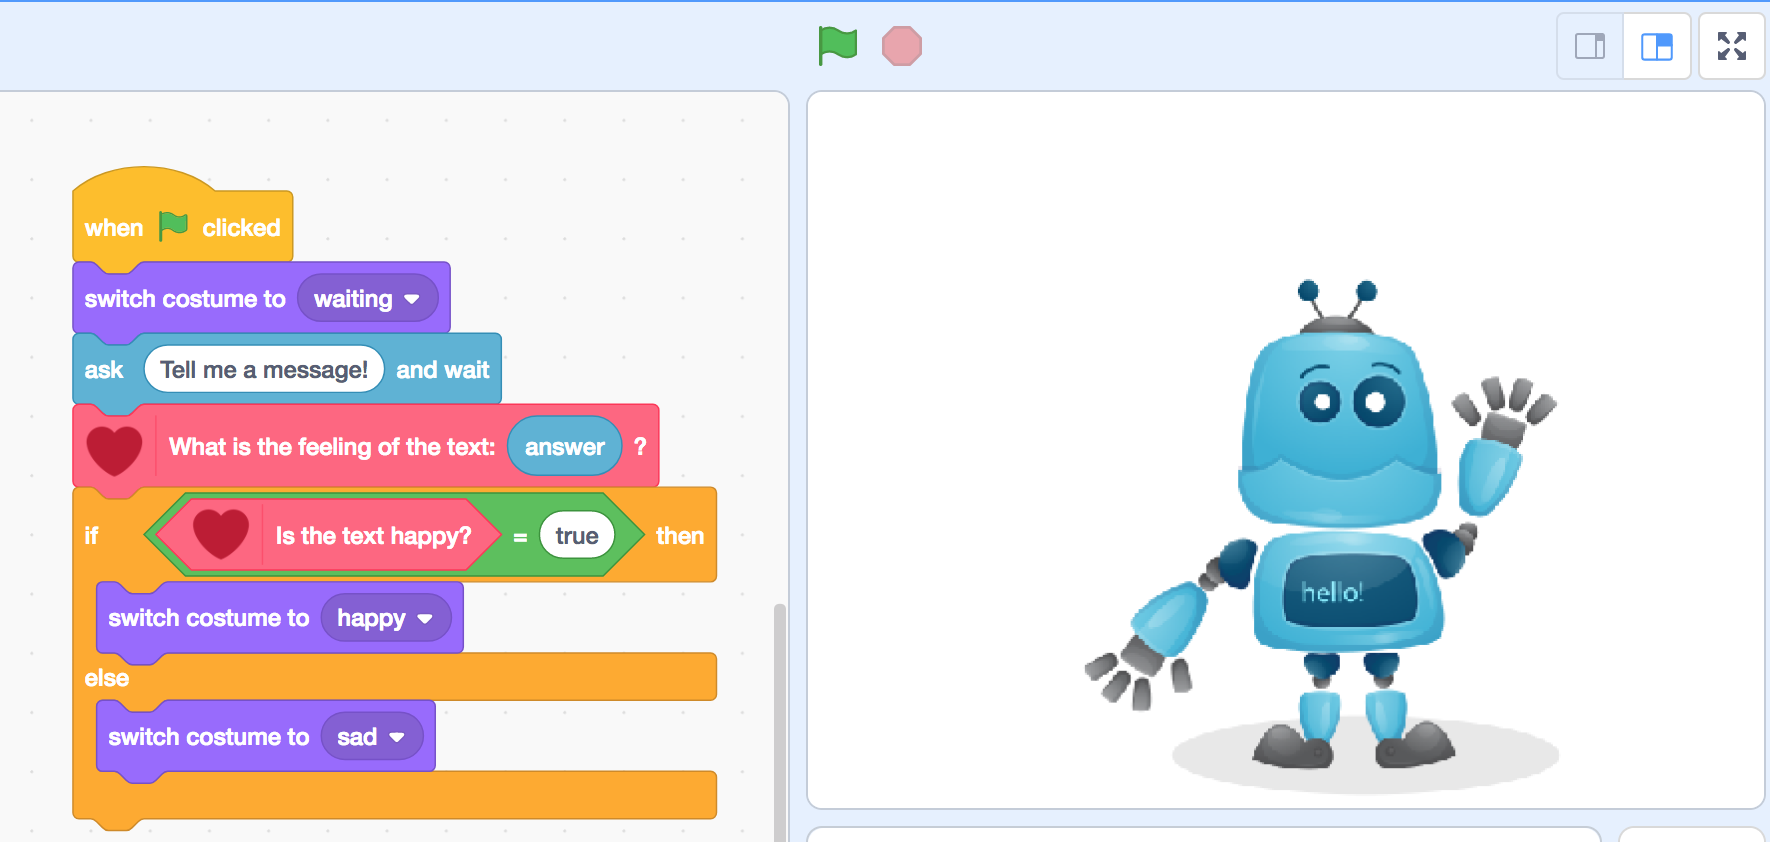 when clicked
switch costume to waiting
ask Tell me a message! and wait
What is the feeling of the text: answer ?
if Is the text happy? = true then
switch costume to happy
else
switch costume to sad
hello!